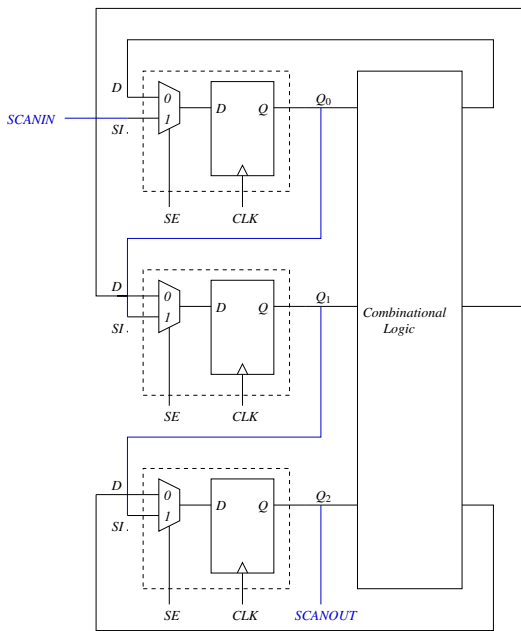 D
0
D
Q
Q0
SCANIN
SI.
1
SE
CLK
D
0
D
Q
Q1
SI.
1
Combinational
Logic
SE
CLK
D
0
D
Q
Q2
SI.
1
SE
CLK
SCANOUT